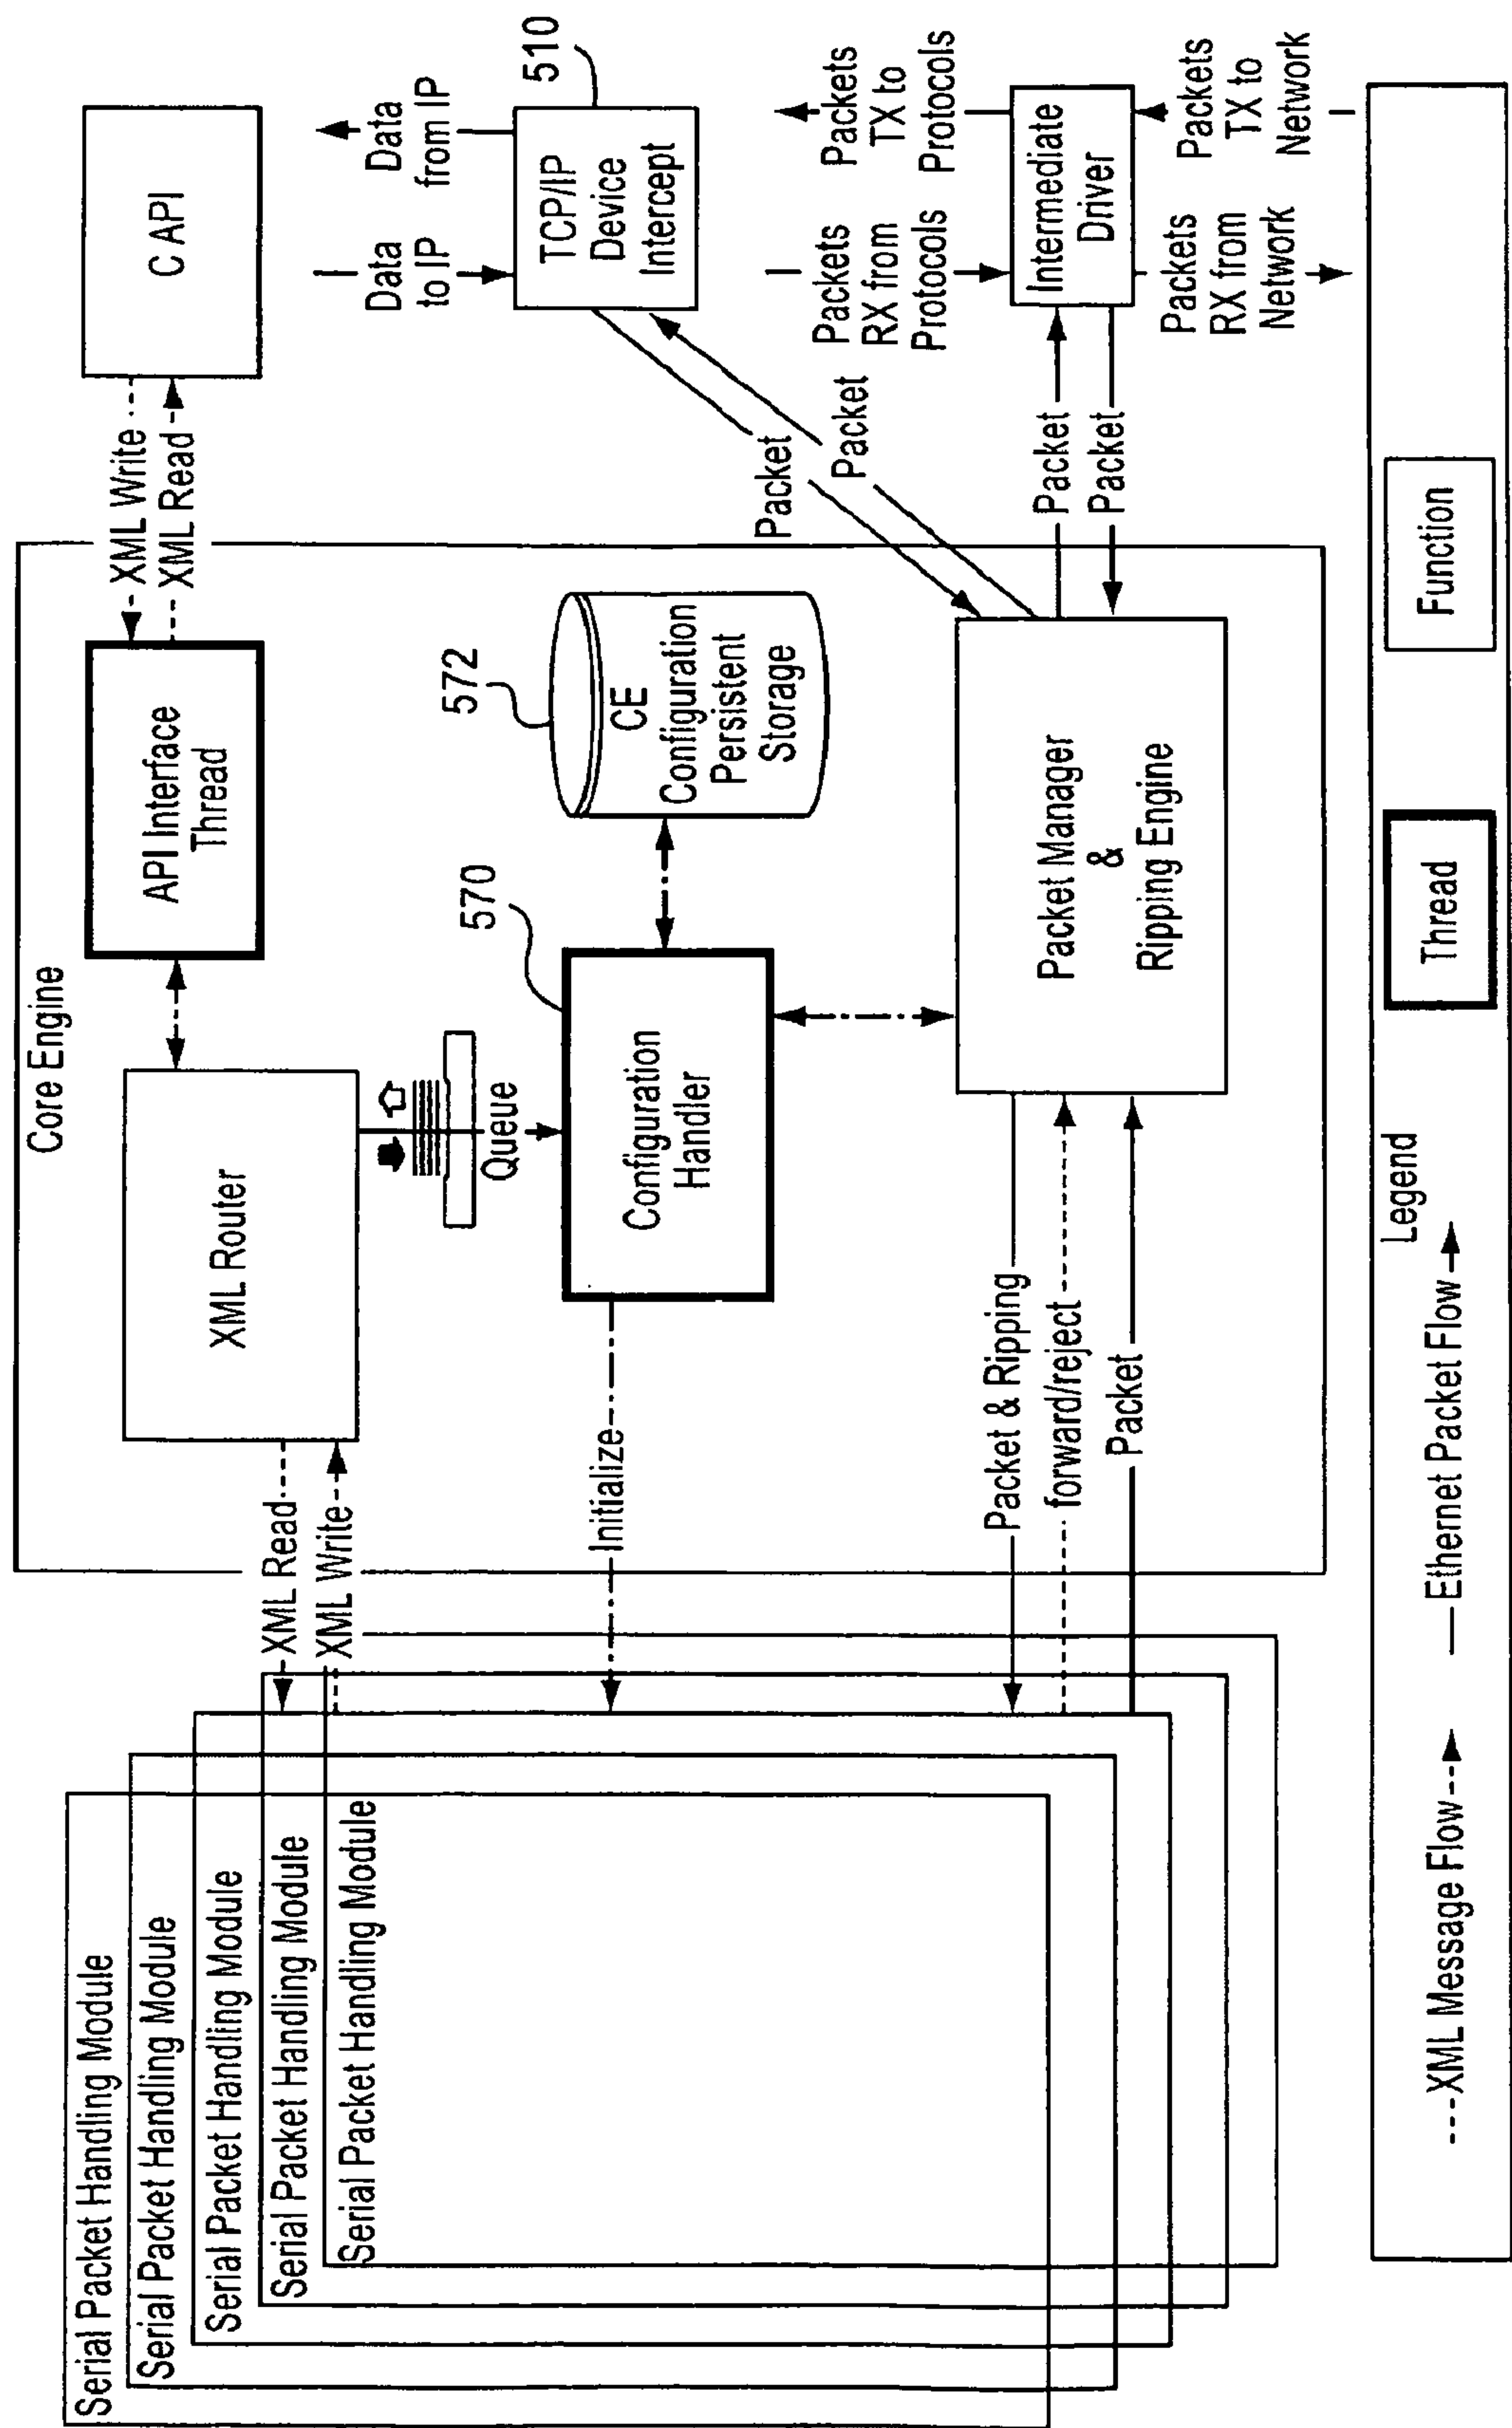 Serial Packet Handling Module
Serial Packet Handling Module
Serial Packet Handling Module
Serial Packet Handling Module
Serial Packet Handling Module
XML Read
XML Write
Initialize
Packet & Ripping
forward/reject
Packet
Core Engine
XML Router
Queue
API Interface
Thread
570
Configuration
Handler
572
CE
Configuration
Persistent
Storage
Packet Manager
&
Ripping Engine
XML Write
XML Read
C API
Data
to IP
Data
from IP
510
TCP/IP
Device
Intercept
Packet
Packet
Packets
RX from
Protocols
Packets
TX to
Protocols
Packet
Packet
Intermediate
Driver
Packets
RX from
Network
Packets
TX to
Network
Legend
XML Message Flow
Ethernet Packet Flow
Thread
Function